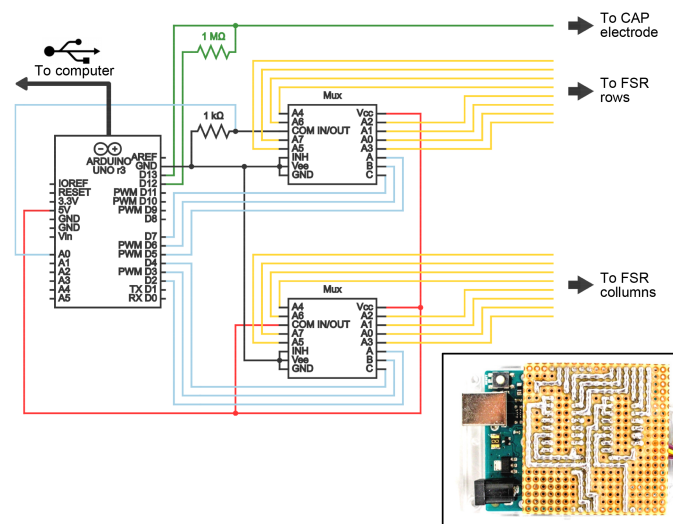 To CAP
electrode
1 MΩ
To computer
To FSR
rows
Mux
1 kΩ
A4
A6
COM IN/OUT
A7
A5
INH
Vee
GND
Vcc
A2
A1
A0
A3
A
B
C
ARDUINO
UNO r3
IOREF
RESET
3.3V
5V
GND
GND
Vin
A0
A1
A2
A3
A4
A5
AREF
GND
D13
D12
PWM D11
PWM D10
PWM D9
D8
D7
PWM D6
PWM D5
D4
PWM D3
D2
TX D1
RX D0
To FSR
collumns
Mux
A4
A6
COM IN/OUT
A7
A5
INH
Vee
GND
Vcc
A2
A1
A0
A3
A
B
C